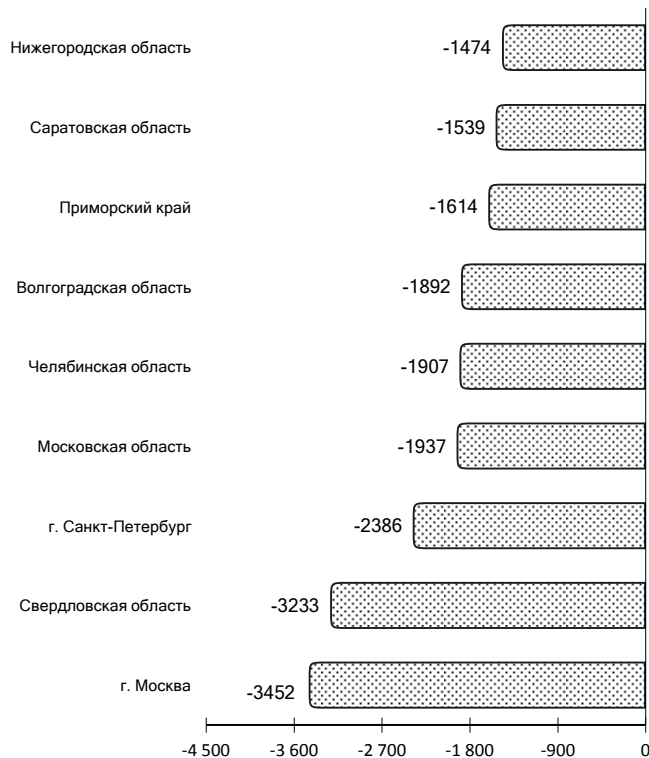 Нижегородская область -1474
Саратовская область -1539
Приморский край -1614
Волгоградская область -1892
Челябинская область -1907
Московская область -1937
г. Санкт-Петербург -2386
Свердловская область -3233
г. Москва -3452
-4 500 -3 600 -2 700 -1 800 -900 0